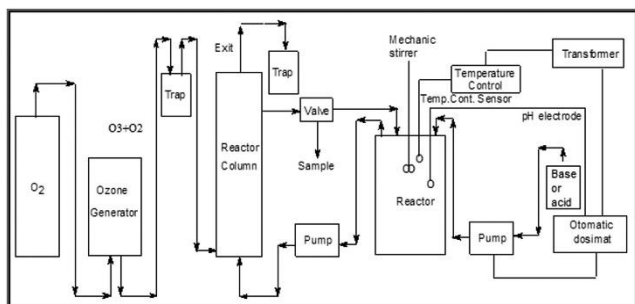 O2
O3+O2
Ozone
Generator
Trap
Exit
Reactor
Column
Trap
Valve
Sample
Pump
Mechanic
stirrer
Reactor
Temperature
Control
Temp.Cont. Sensor
Transformer
pH electrode
Pump
Base
or
acid
Otomatic
dosimat